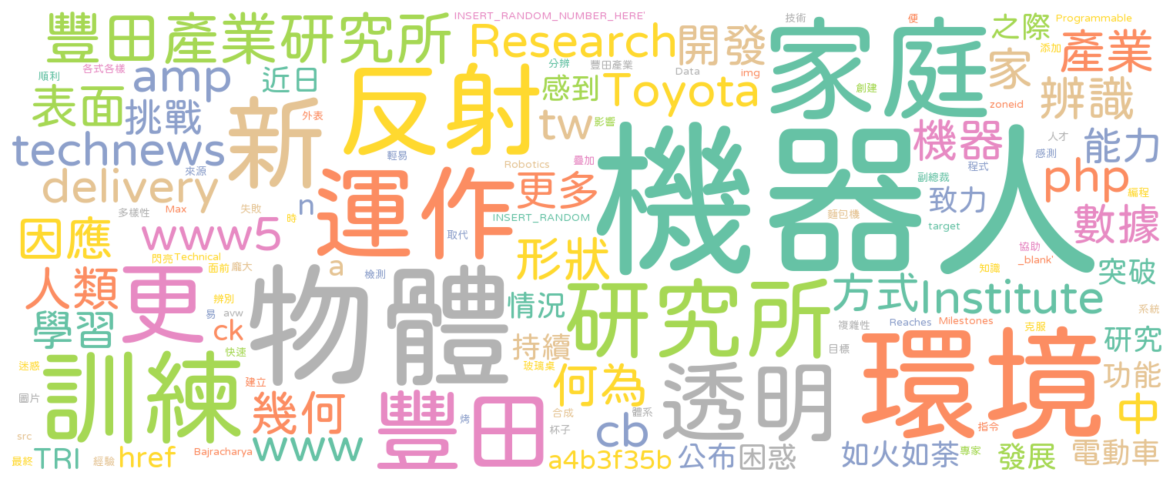 INSERT_RANDOM_NUMBER_HERE'
技術
便
之際
Programmable
豐田產業研究所
Research
開發
家庭
家
添加
產業
各式各樣
分辨
豐田產業
Data
img
順利
amp
近日
反射
感到
Toyota
創建
zoneid
辨識
表面
挑戰
新
外表
tw
影響
機器人
機器
人才
能力
technews
輕易
疊加
感測
程式
來源
運作
Robotics
更多
副總裁
php
delivery
n
致力
編程
多樣性
Max
失敗
時
INSERT_RANDOM
麵包機
數據
因應
www5
取代
target
閃亮
Technical
形狀
協助
_blank'
人類
更
面前
龐大
a
檢測
物體
知識
突破
辨別
易
avw
情況
研究所
方式
Institute
學習
ck
持續
複雜性
Reaches
Milestones
克服
系統
研究
快速
迷惑
訓練
建立
玻璃桌
目標
透明
環境
功能
圖片
幾何
豐田
烤
何為
合成
體系
杯子
指令
中
src
www
cb
最終
TRI
經驗
href
Bajracharya
a4b3f35b
公布
困惑
如火如荼
專家
發展
電動車